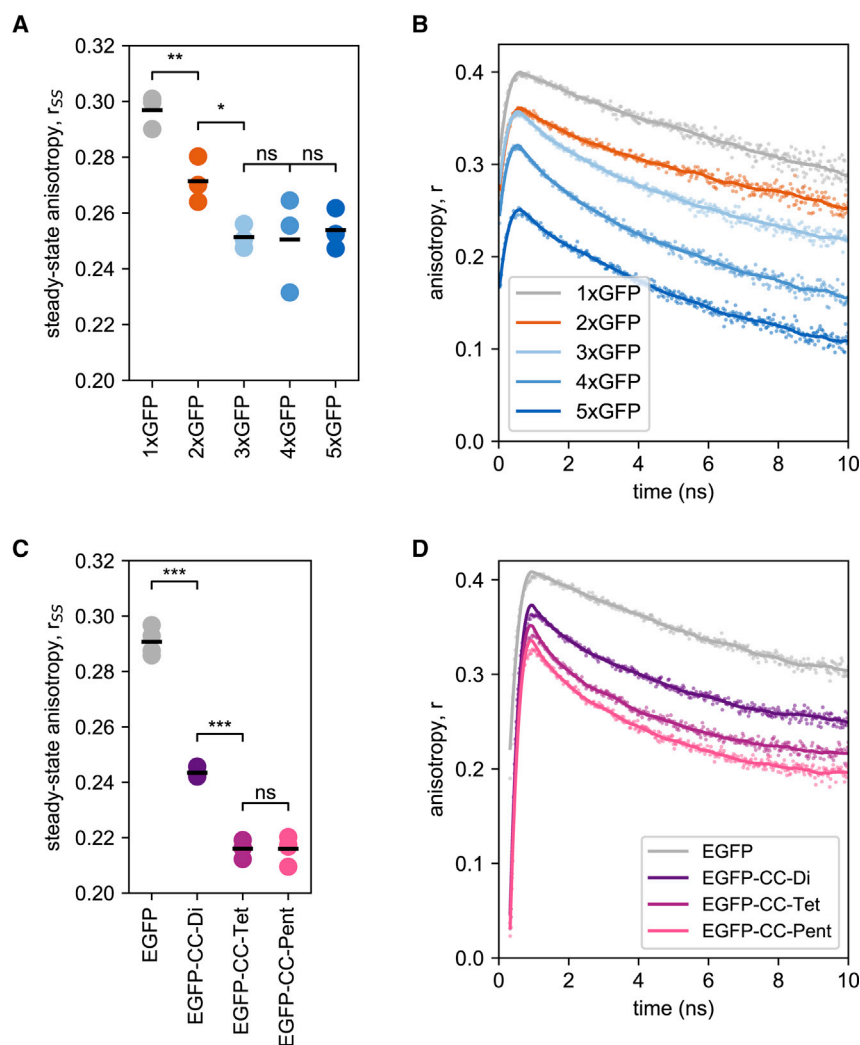 A
steady-state anisotropy, rSS
0.32
0.30
0.28
0.26
0.24
0.22
0.20
**
*
ns
ns
1xGFP
2xGFP
3xGFP
4xGFP
5xGFP
B
anisotropy, r
0.4
0.3
0.2
0.1
0.0
1xGFP
2xGFP
3xGFP
4xGFP
5xGFP
0
2
4
6
8
10
time (ns)
C
steady-state anisotropy, rSS
0.32
0.30
0.28
0.26
0.24
0.22
0.20
***
***
ns
EGFP
EGFP-CC-Di
EGFP-CC-Tet
EGFP-CC-Pent
D
anisotropy, r
0.4
0.3
0.2
0.1
0.0
EGFP
EGFP-CC-Di
EGFP-CC-Tet
EGFP-CC-Pent
0
2
4
6
8
10
time (ns)